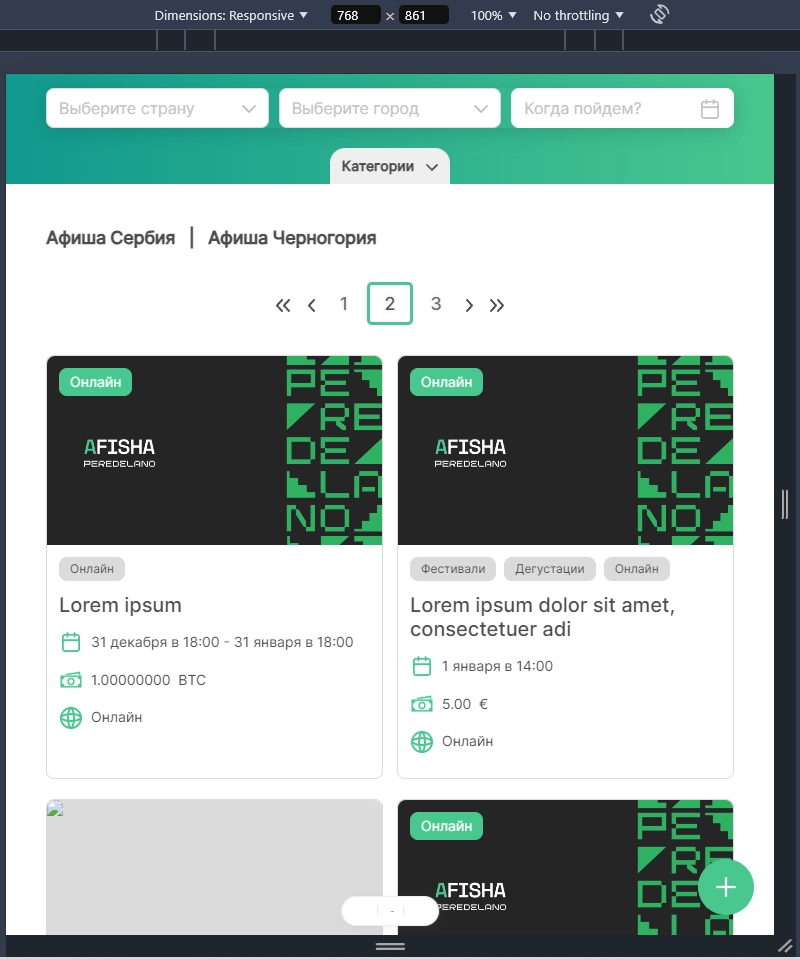 Dimensions: Responsive 768 × 861 100% No throttling
Выберите страну Выберите город Когда пойдем?
Категории
Афиша Сербия | Афиша Черногория
1 2 3
Онлайн
AFISHA
PEREDELANO
PE
RE
DE
LA
NO
Онлайн
Lorem ipsum
31 декабря в 18:00 - 31 января в 18:00
1.00000000 BTC
Онлайн
Онлайн
AFISHA
PEREDELANO
PE
RE
DE
LA
NO
Фестивали Дегустации Онлайн
Lorem ipsum dolor sit amet,
consectetuer adi
1 января в 14:00
5.00 €
Онлайн
Онлайн
AFISHA
PEREDELANO
PE
RE
DE
LA
-